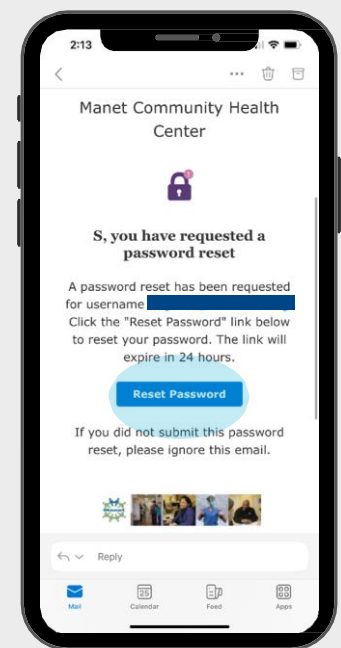 2:13
Manet Community Health
Center
S, you have requested a
password reset
A password reset has been requested
for username
Click the "Reset Password" link below
to reset your password. The link will
expire in 24 hours.
Reset Password
If you did not submit this password
reset, please ignore this email.
Manet
Reply
25
Mail Calendar Feed Apps